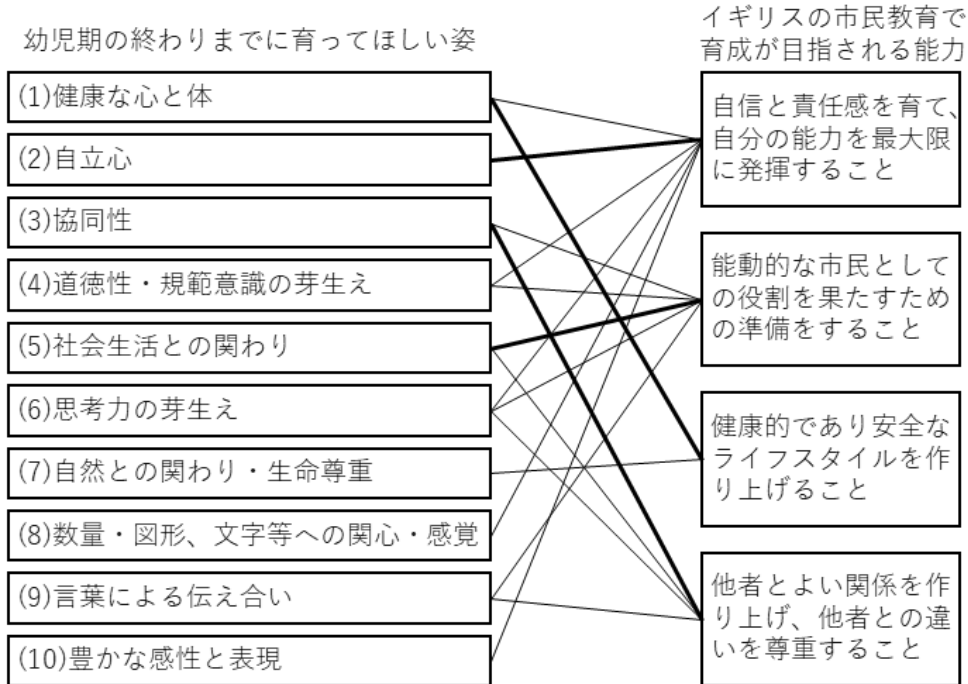 幼児期の終わりまでに育ってほしい姿
(1)健康な心と体
(2)自立心
(3)協同性
(4)道徳性・規範意識の芽生え
(5)社会生活との関わり
(6)思考力の芽生え
(7)自然との関わり・生命尊重
(8)数量・図形、文字等への関心・感覚
(9)言葉による伝え合い
(10)豊かな感性と表現
イギリスの市民教育で
育成が目指される能力
自信と責任感を育て、
自分の能力を最大限
に発揮すること
能動的な市民として
の役割を果たすため
の準備をすること
健康的であり安全な
ライフスタイルを作
り上げること
他者とよい関係を作
り上げ、他者との違
いを尊重すること